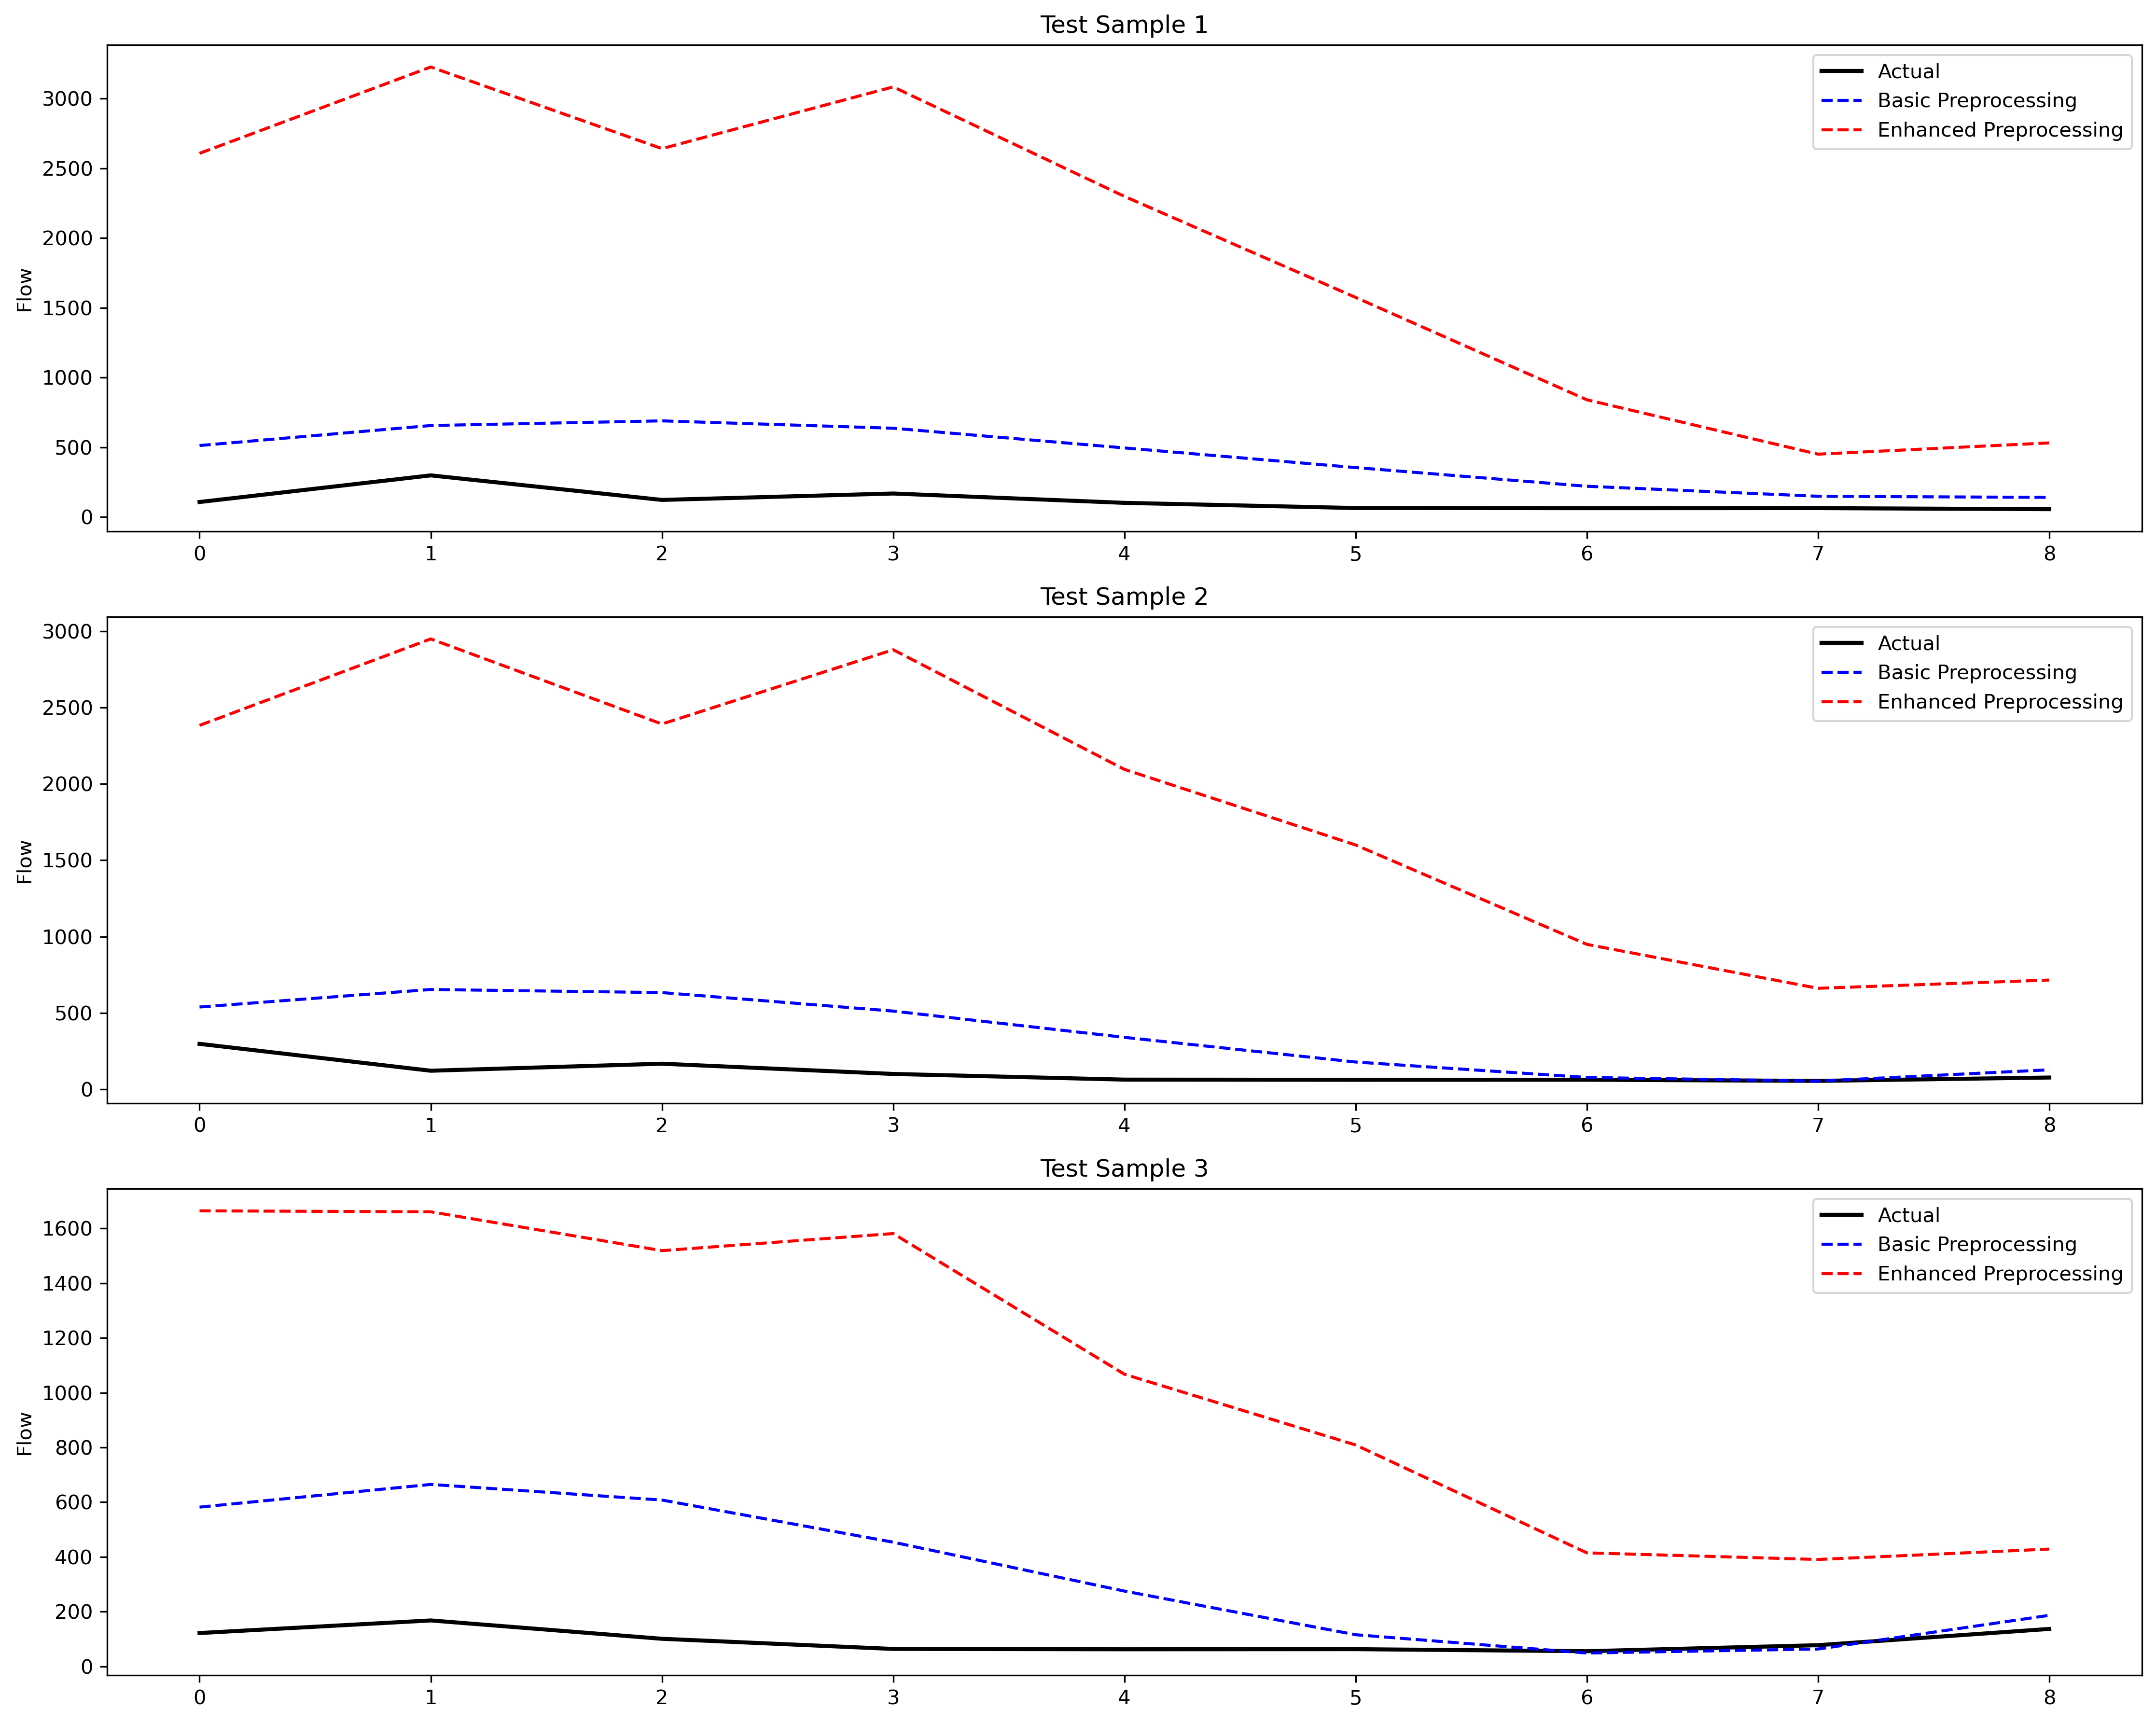 Test Sample 1
Flow
3000
2500
2000
1500
1000
500
0
Actual
Basic Preprocessing
Enhanced Preprocessing
0 1 2 3 4 5 6 7 8
Test Sample 2
Flow
3000
2500
2000
1500
1000
500
0
Actual
Basic Preprocessing
Enhanced Preprocessing
0 1 2 3 4 5 6 7 8
Test Sample 3
Flow
1600
1400
1200
1000
800
600
400
200
0
Actual
Basic Preprocessing
Enhanced Preprocessing
0 1 2 3 4 5 6 7 8